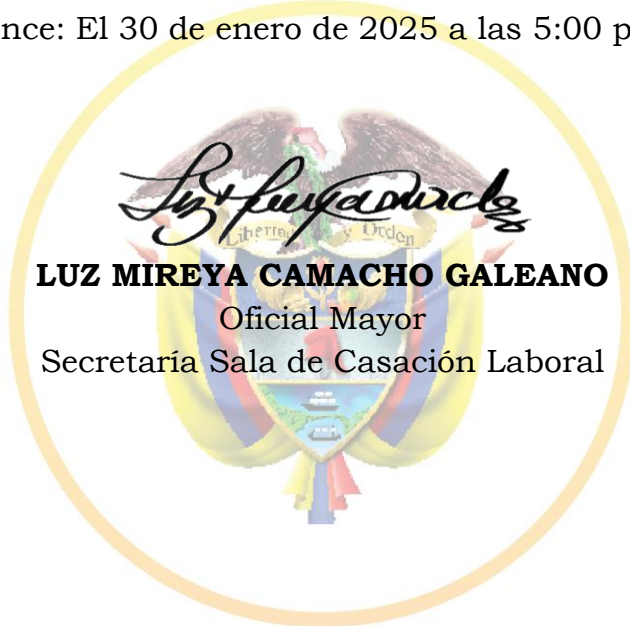 nce: El 30 de enero de 2025 a las 5:00 p
Libertad y Orden
LUZ MIREYA CAMACHO GALEANO
Oficial Mayor
Secretaría Sala de Casación Laboral